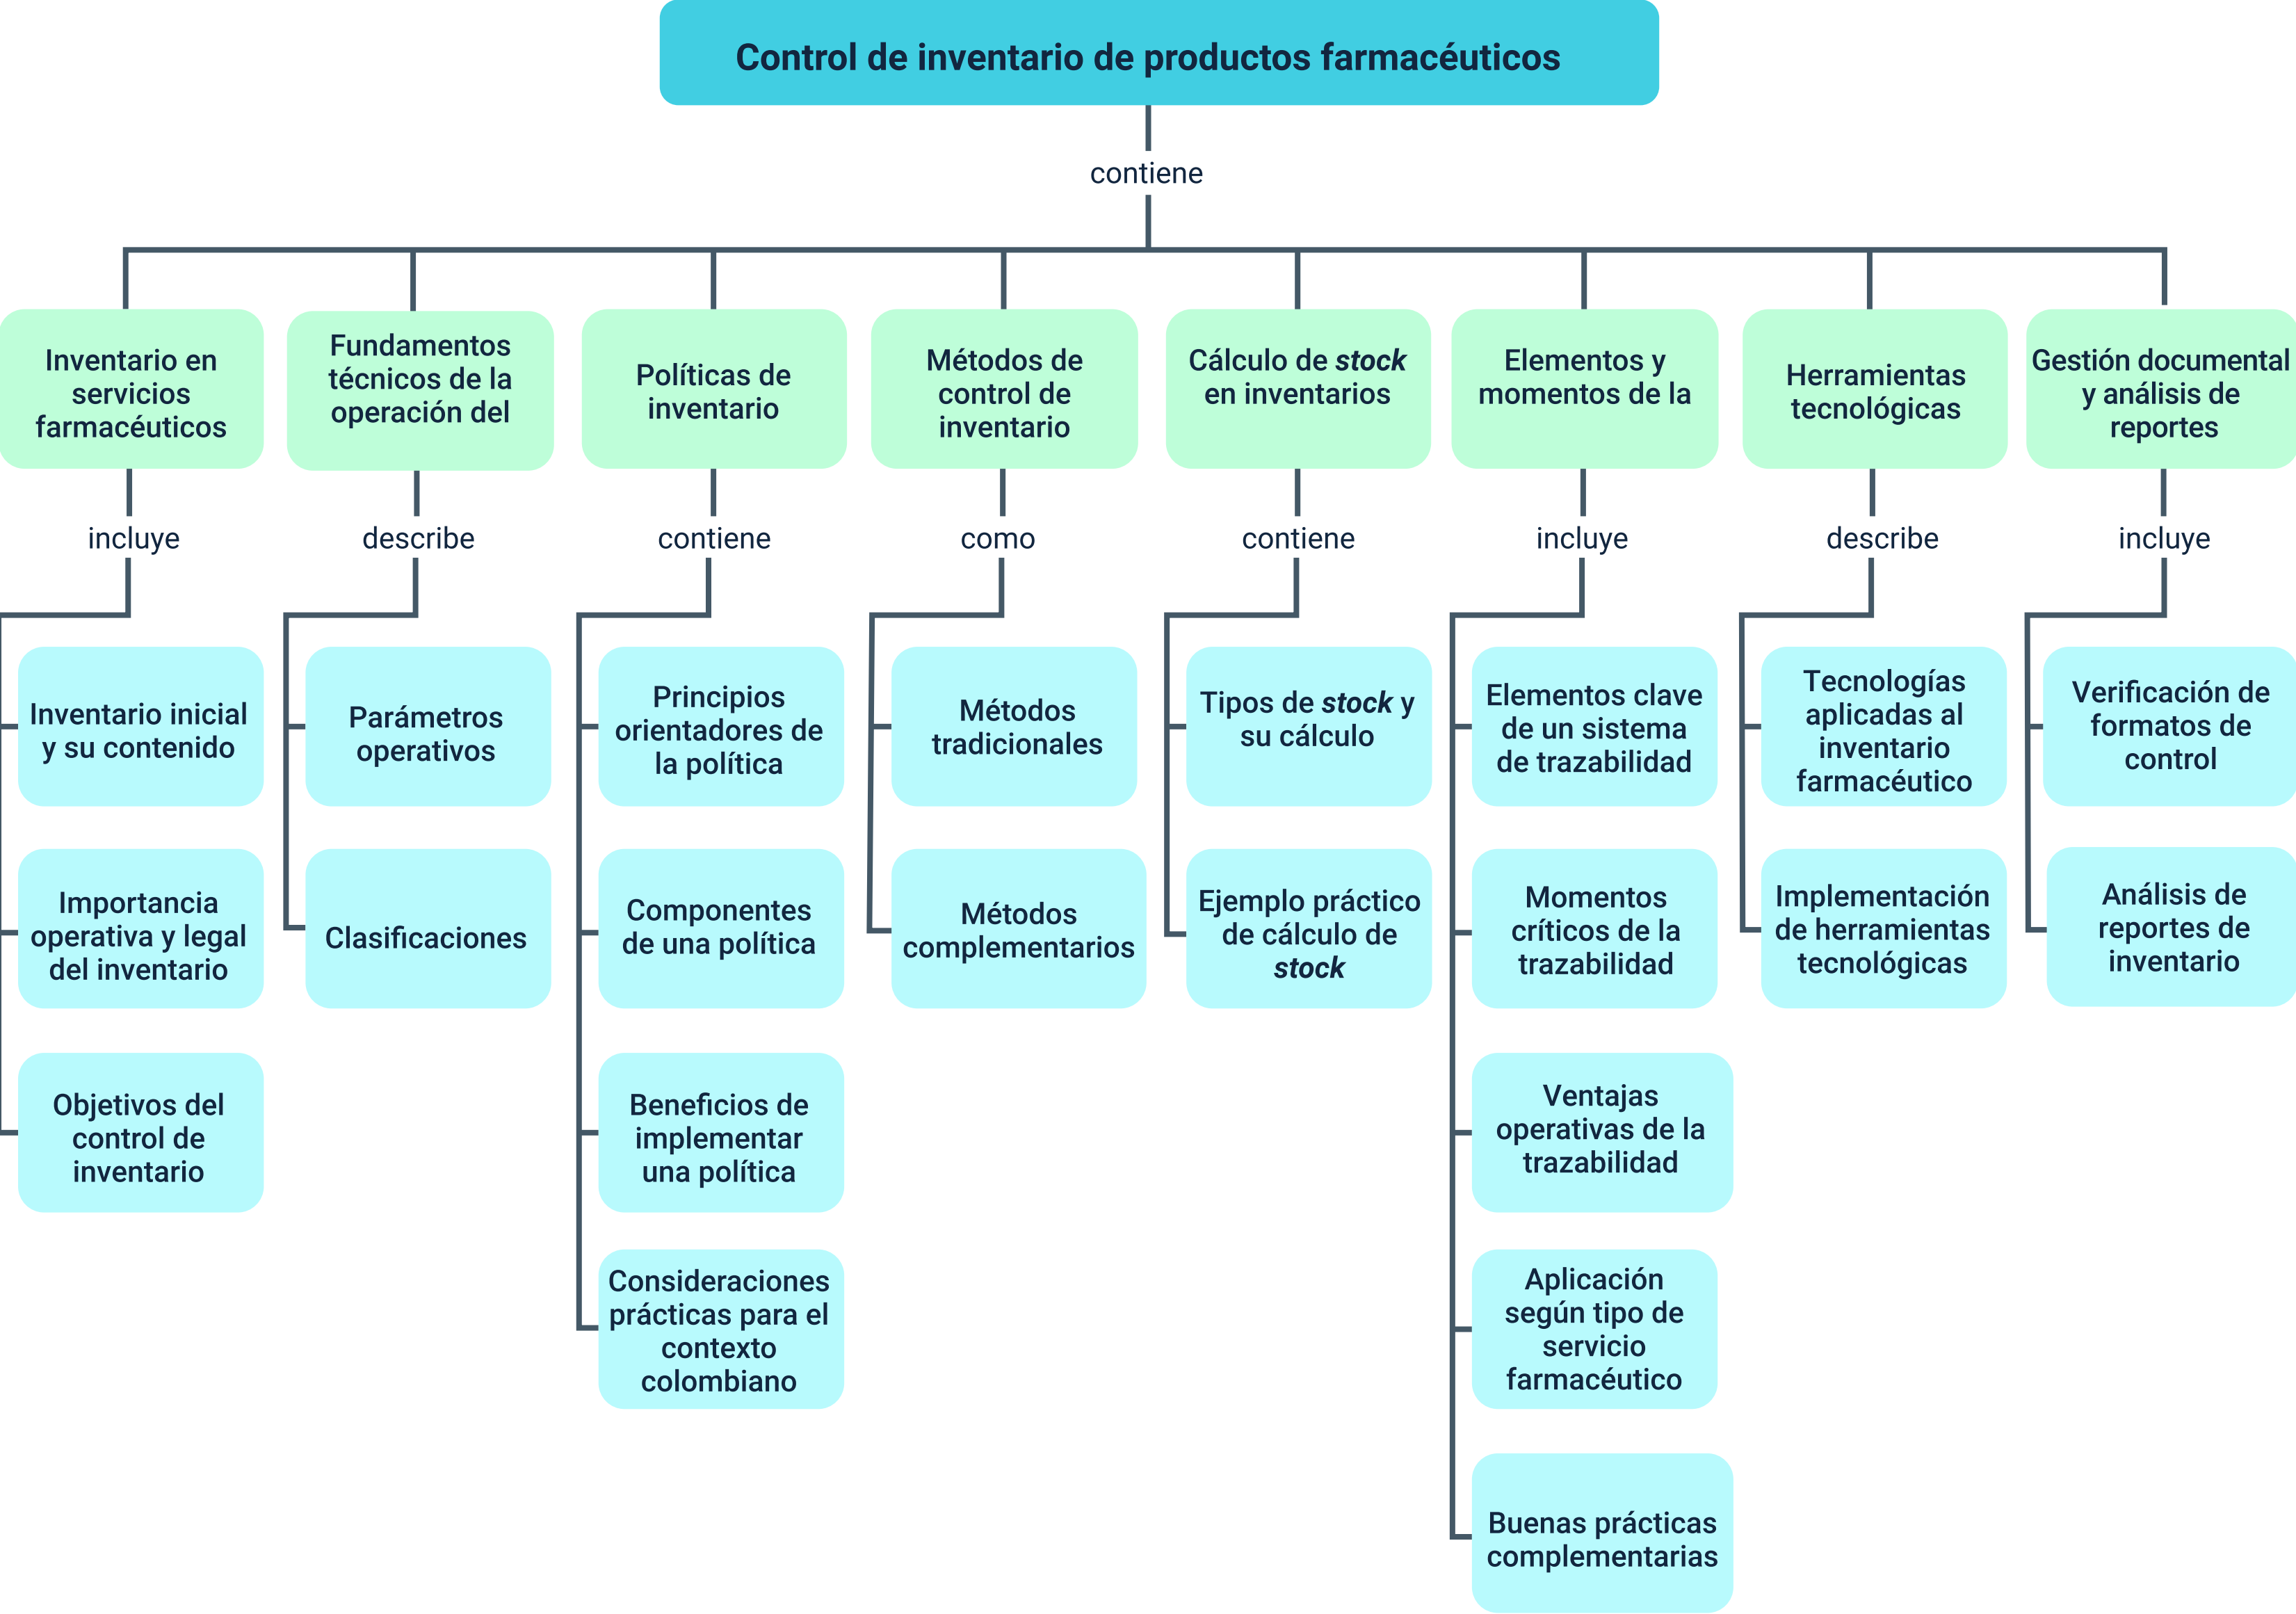 Control de inventario de productos farmacéuticos
contiene
Inventario en
servicios
farmacéuticos
incluye
Inventario inicial
y su contenido
Importancia
operativa y legal
del inventario
Objetivos del
control de
inventario
Fundamentos
técnicos de la
operación del
describe
Parámetros
operativos
Clasificaciones
Políticas de
inventario
contiene
Principios
orientadores de
la política
Componentes
de una política
Beneficios de
implementar
una política
Consideraciones
prácticas para el
contexto
colombiano
Métodos de
control de
inventario
como
Métodos
tradicionales
Métodos
complementarios
Cálculo de stock
en inventarios
contiene
Tipos de stock y
su cálculo
Ejemplo práctico
de cálculo de
stock
Elementos y
momentos de la
incluye
Elementos clave
de un sistema
de trazabilidad
Momentos
críticos de la
trazabilidad
Ventajas
operativas de la
trazabilidad
Aplicación
según tipo de
servicio
farmacéutico
Buenas prácticas
complementarias
Herramientas
tecnológicas
describe
Tecnologías
aplicadas al
inventario
farmacéutico
Implementación
de herramientas
tecnológicas
Gestión documental
y análisis de
reportes
incluye
Verificación de
formatos de
control
Análisis de
reportes de
inventario